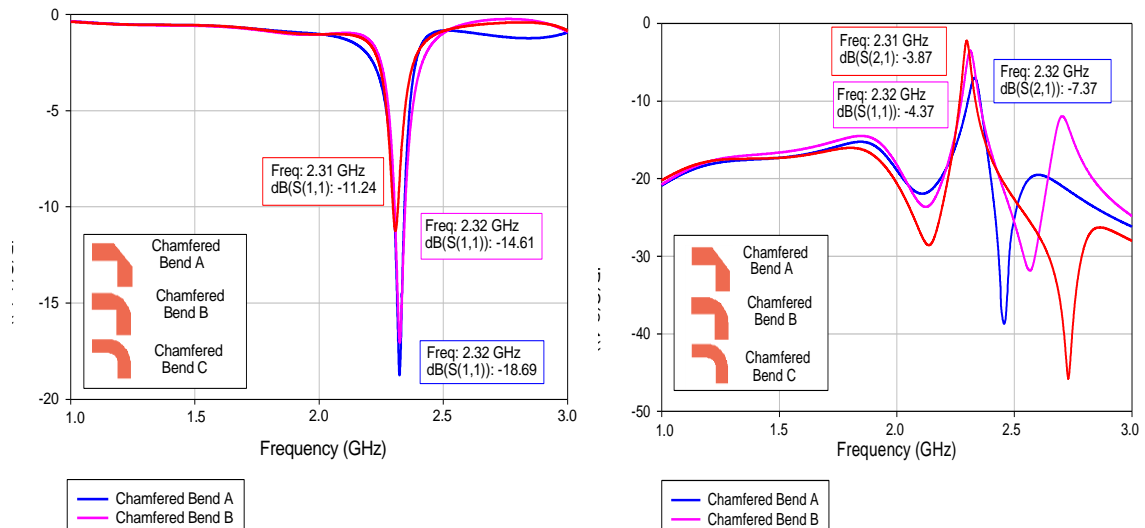 0
-5
-10
-15
-20
1.0 1.5 2.0 2.5 3.0
Frequency (GHz)
Freq: 2.31 GHz
dB(S(1,1): -11.24
Freq: 2.32 GHz
dB(S(1,1)): -14.61
Freq: 2.32 GHz
dB(S(1,1)): -18.69
Chamfered
Bend A
Chamfered
Bend B
Chamfered
Bend C
Chamfered Bend A
Chamfered Bend B
0
-10
-20
-30
-40
-50
1.0 1.5 2.0 2.5 3.0
Frequency (GHz)
Freq: 2.31 GHz
dB(S(2,1): -3.87
Freq: 2.32 GHz
dB(S(1,1)): -4.37
Freq: 2.32 GHz
dB(S(2,1)): -7.37
Chamfered
Bend A
Chamfered
Bend B
Chamfered
Bend C
Chamfered Bend A
Chamfered Bend B